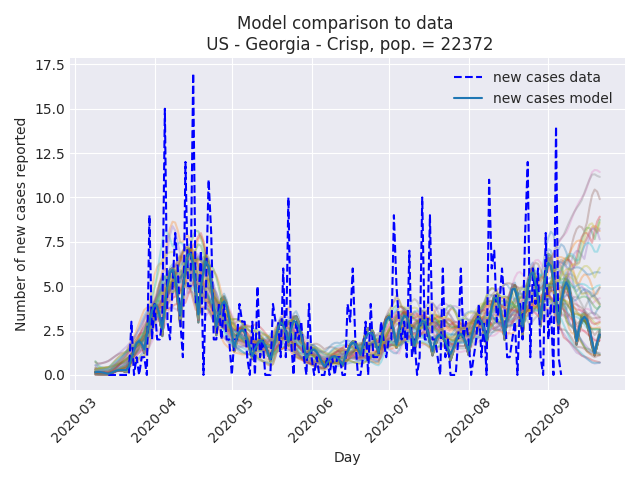 Model comparison to data
US - Georgia - Crisp, pop. = 22372
Number of new cases reported
17.5
15.0
12.5
10.0
7.5
5.0
2.5
0.0
new cases data
new cases model
2020-03
2020-04
2020-05
2020-06
2020-07
2020-08
2020-09
Day